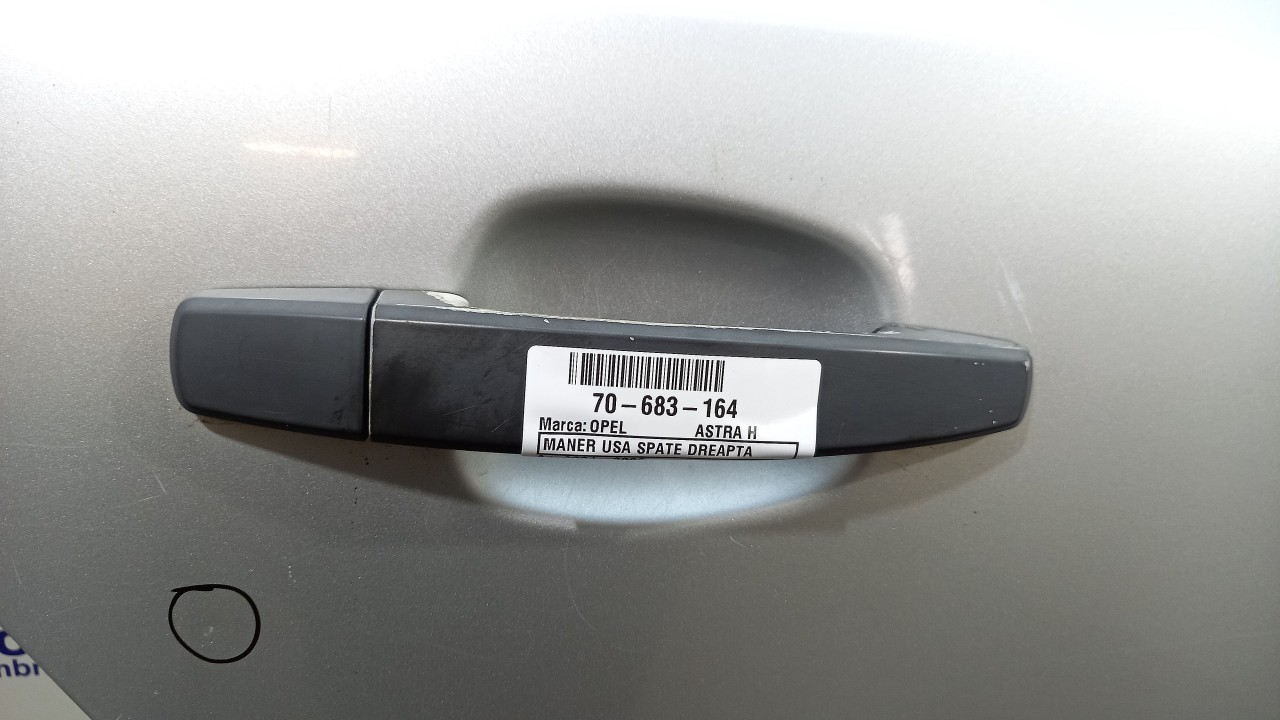 70-683-164
Marca: OPEL ASTRA H
MANER USA SPATE DREAPTA